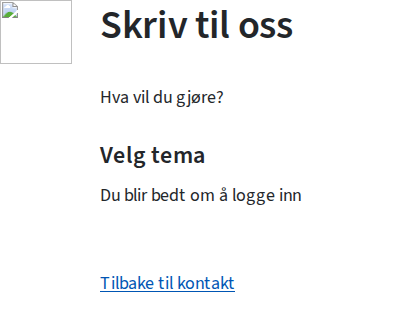 Skriv til oss
Hva vil du gjøre?
Velg tema
Du blir bedt om å logge inn
Tilbake til kontakt